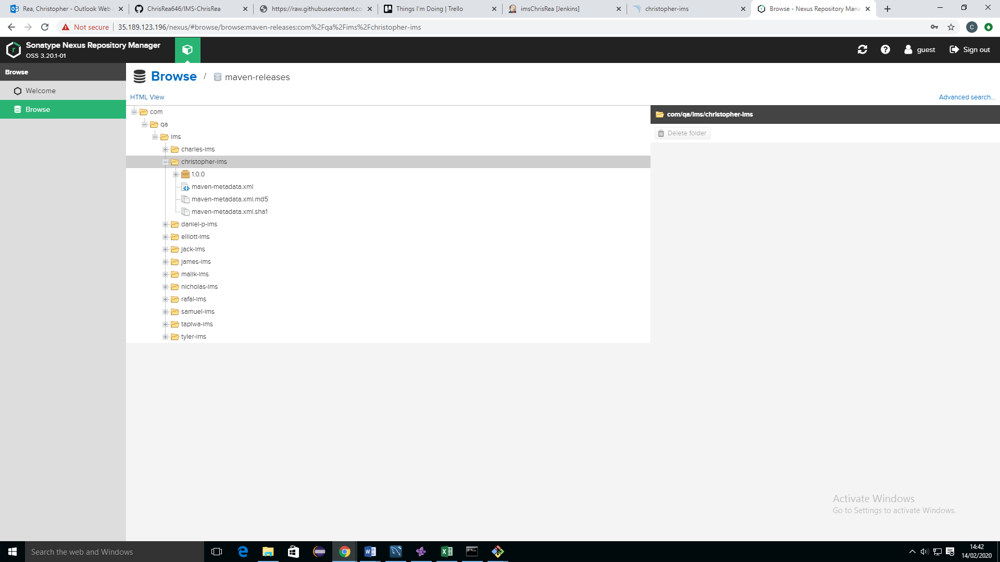 Rea, Christopher - Outlook Web
ChrisRea646/IMS-ChrisRea
https://raw.githubusercontent.co
Things I'm Doing | Trello
imsChrisRea [Jenkins]
christopher-ims
Browse - Nexus Repository Mana
Not secure
35.189.123.196/nexus/#browse/browse:maven-releases:com%2Fqa%2Fims%2Fchristopher-ims
C
Sonatype Nexus Repository Manager
OSS 3.20.1-01
guest
Sign out
Browse
Welcome
Browse
Browse / maven-releases
HTML View
Advanced search...
com
qa
ims
charles-ims
christopher-ims
1.0.0
maven-metadata.xml
maven-metadata.xml.md5
maven-metadata.xml.sha1
daniel-p-ims
elliott-ims
jack-ims
james-ims
malik-ims
nicholas-ims
rafal-ims
samuel-ims
tapiwa-ims
tyler-ims
com/qa/ims/christopher-ims
Delete folder
Activate Windows
Go to Settings to activate Windows.
Search the web and Windows
14:42
14/02/2020